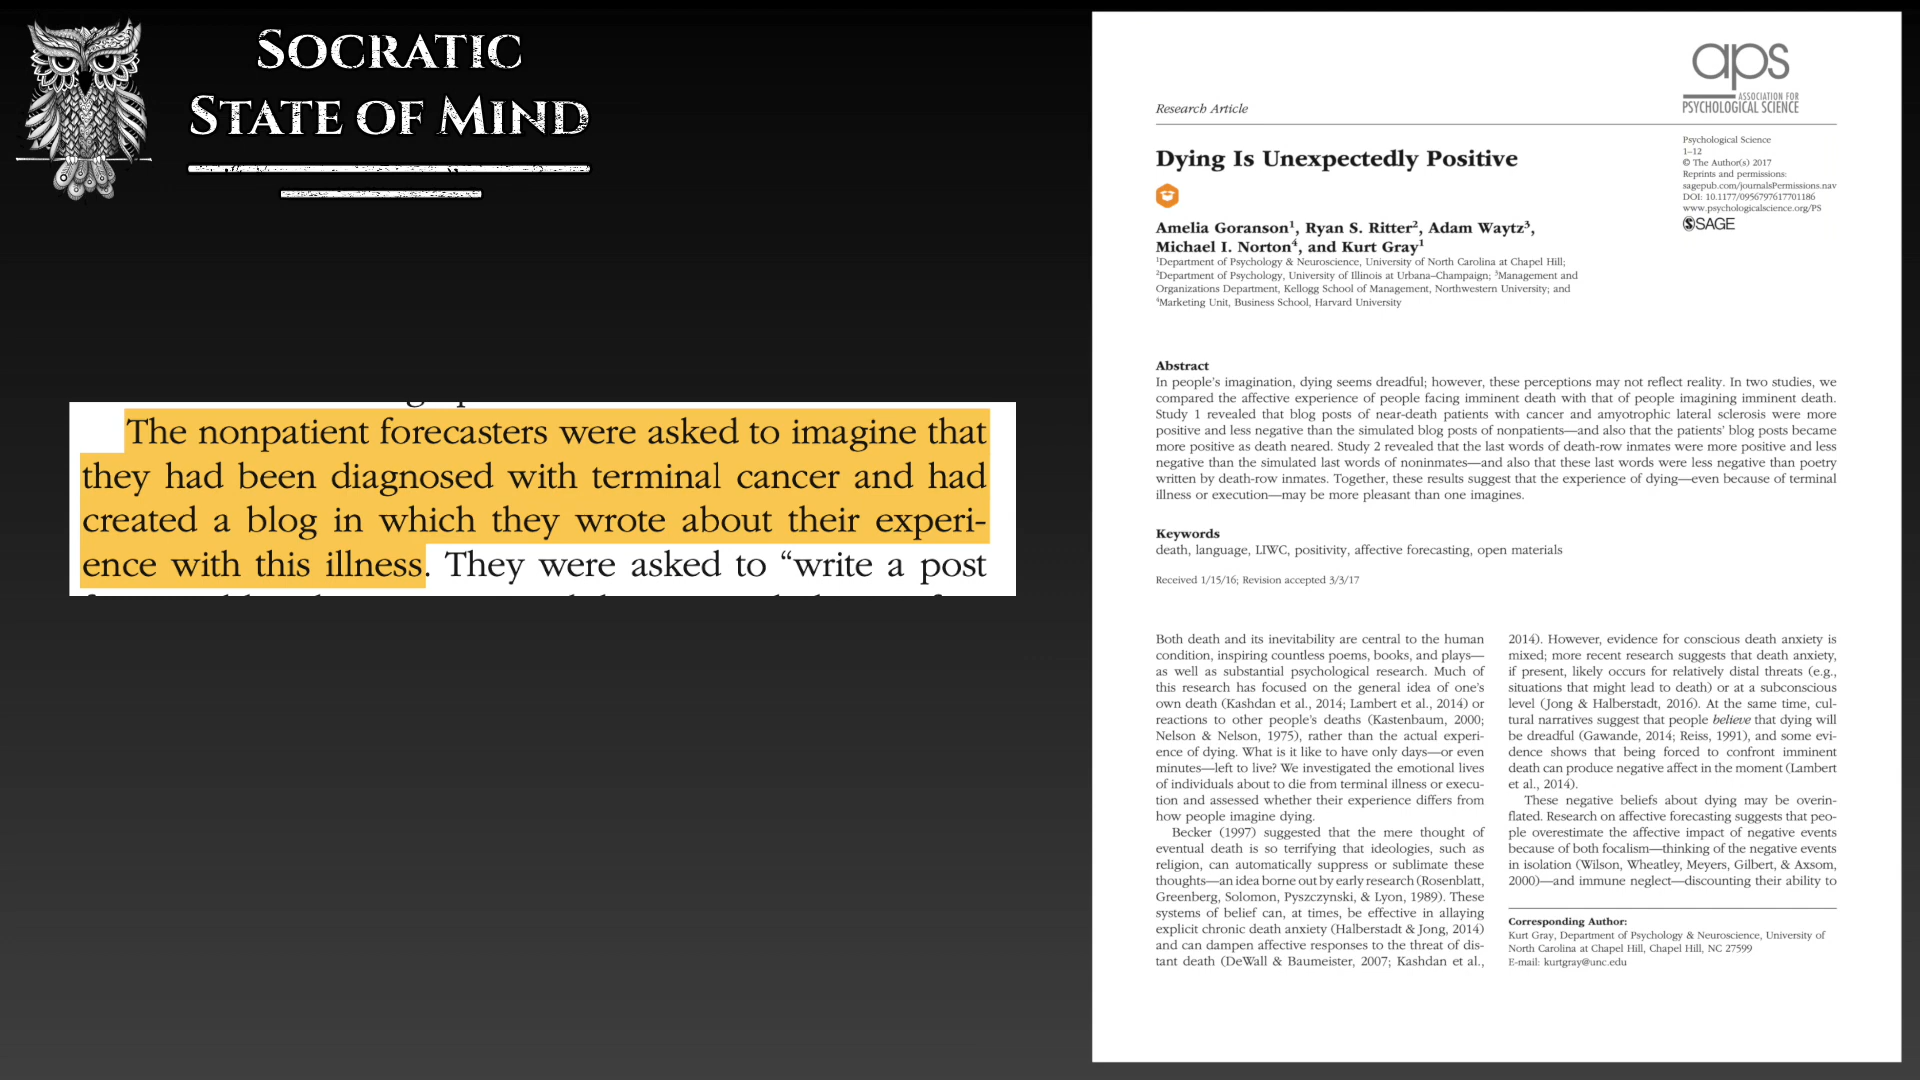 SOCRATIC
STATE OF MIND
The nonpatient forecasters were asked to imagine that
they had been diagnosed with terminal cancer and had
created a blog in which they wrote about their experi-
ence with this illness. They were asked to “write a post
aps
ASSOCIATION FOR
PSYCHOLOGICAL SCIENCE
Research Article
Psychological Science
1–12
© The Author(s) 2017
Reprints and permissions:
sagepub.com/journalsPermissions.nav
DOI: 10.1177/0956797617701186
www.psychologicalscience.org/PS
SAGE
Dying Is Unexpectedly Positive
Amelia Goranson1, Ryan S. Ritter2, Adam Waytz3,
Michael I. Norton4, and Kurt Gray1
1Department of Psychology & Neuroscience, University of North Carolina at Chapel Hill;
2Department of Psychology, University of Illinois at Urbana–Champaign; 3Management and
Organizations Department, Kellogg School of Management, Northwestern University; and
4Marketing Unit, Business School, Harvard University
Abstract
In people’s imagination, dying seems dreadful; however, these perceptions may not reflect reality. In two studies, we
compared the affective experience of people facing imminent death with that of people imagining imminent death.
Study 1 revealed that blog posts of near-death patients with cancer and amyotrophic lateral sclerosis were more
positive and less negative than the simulated blog posts of nonpatients—and also that the patients’ blog posts became
more positive as death neared. Study 2 revealed that the last words of death-row inmates were more positive and less
negative than the simulated last words of noninmates—and also that these last words were less negative than poetry
written by death-row inmates. Together, these results suggest that the experience of dying—even because of terminal
illness or execution—may be more pleasant than one imagines.
Keywords
death, language, LIWC, positivity, affective forecasting, open materials
Received 1/15/16; Revision accepted 3/3/17
Both death and its inevitability are central to the human
condition, inspiring countless poems, books, and plays—
as well as substantial psychological research. Much of
this research has focused on the general idea of one’s
own death (Kashdan et al., 2014; Lambert et al., 2014) or
reactions to other people’s deaths (Kastenbaum, 2000;
Nelson & Nelson, 1975), rather than the actual experi-
ence of dying. What is it like to have only days—or even
minutes—left to live? We investigated the emotional lives
of individuals about to die from terminal illness or execu-
tion and assessed whether their experience differs from
how people imagine dying.
Becker (1997) suggested that the mere thought of
eventual death is so terrifying that ideologies, such as
religion, can automatically suppress or sublimate these
thoughts—an idea borne out by early research (Rosenblatt,
Greenberg, Solomon, Pyszczynski, & Lyon, 1989). These
systems of belief can, at times, be effective in allaying
explicit chronic death anxiety (Halberstadt & Jong, 2014)
and can dampen affective responses to the threat of dis-
tant death (DeWall & Baumeister, 2007; Kashdan et al.,
2014). However, evidence for conscious death anxiety is
mixed; more recent research suggests that death anxiety,
if present, likely occurs for relatively distal threats (e.g.,
situations that might lead to death) or at a subconscious
level (Jong & Halberstadt, 2016). At the same time, cul-
tural narratives suggest that people believe that dying will
be dreadful (Gawande, 2014; Reiss, 1991), and some evi-
dence shows that being forced to confront imminent
death can produce negative affect in the moment (Lambert
et al., 2014).
These negative beliefs about dying may be overin-
flated. Research on affective forecasting suggests that peo-
ple overestimate the affective impact of negative events
because of both focalism—thinking of the negative events
in isolation (Wilson, Wheatley, Meyers, Gilbert, & Axsom,
2000)—and immune neglect—discounting their ability to
Corresponding Author:
Kurt Gray, Department of Psychology & Neuroscience, University of
North Carolina at Chapel Hill, Chapel Hill, NC 27599
E-mail: kurtgray@unc.edu